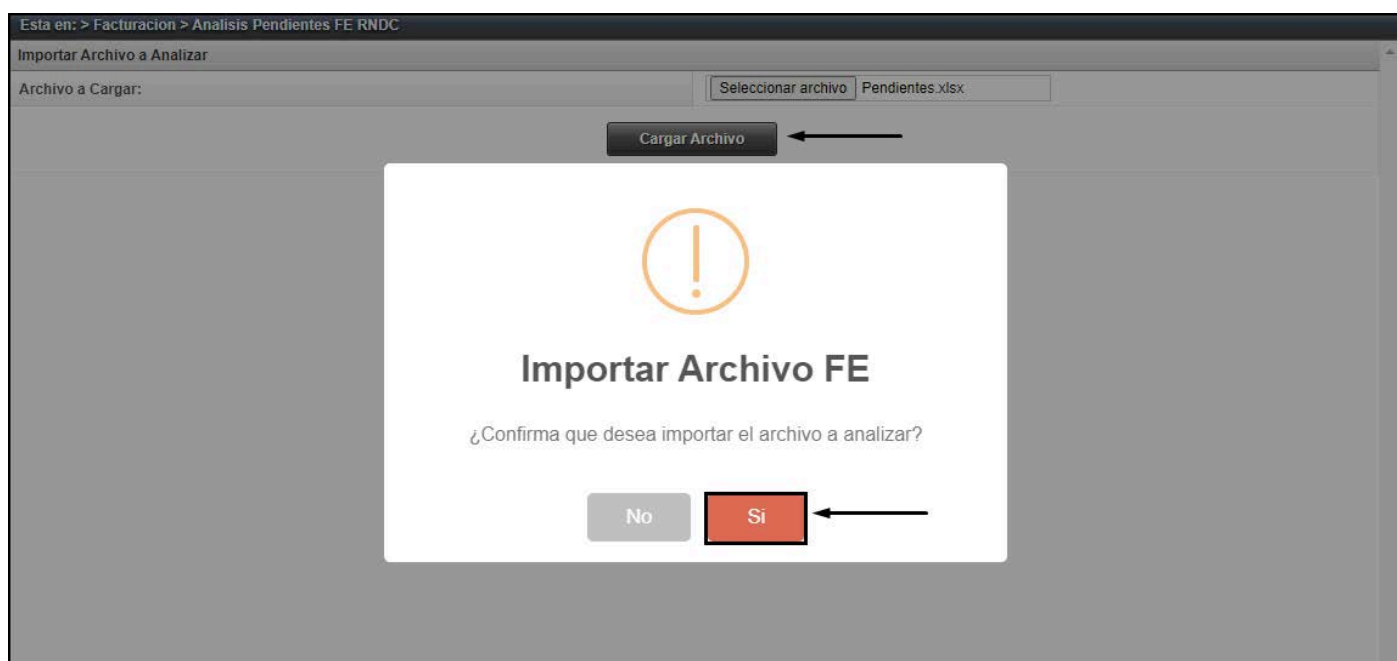 Esta en: > Facturacion > Analisis Pendientes FE RNDC
Importar Archivo a Analizar
Archivo a Cargar: Seleccionar archivo Pendientes.xlsx
Cargar Archivo
Importar Archivo FE
¿Confirma que desea importar el archivo a analizar?
No Si